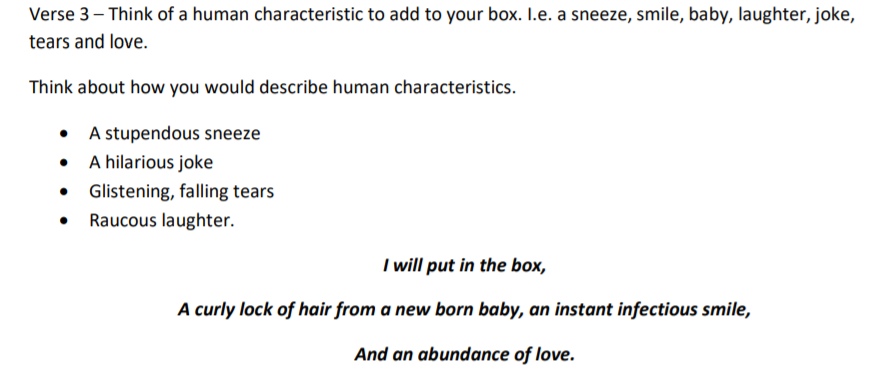 Verse 3 – Think of a human characteristic to add to your box. I.e. a sneeze, smile, baby, laughter, joke,
tears and love.
Think about how you would describe human characteristics.
• A stupendous sneeze
• A hilarious joke
• Glistening, falling tears
• Raucous laughter.
I will put in the box,
A curly lock of hair from a new born baby, an instant infectious smile,
And an abundance of love.